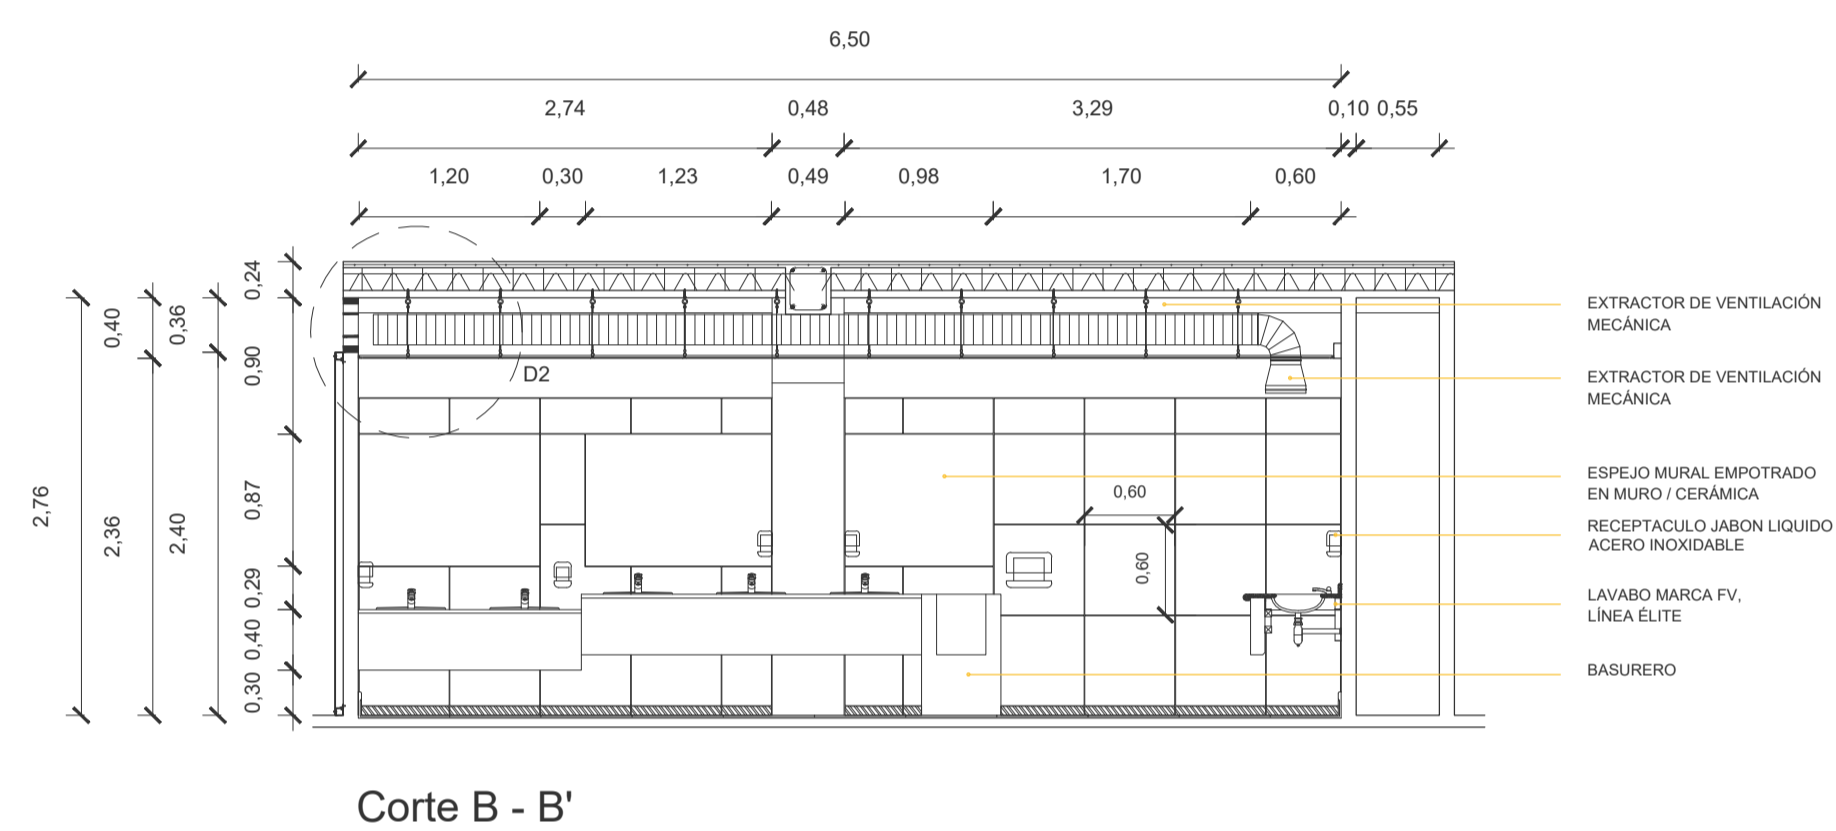 6,50
2,74 0,48 3,29 0,10 0,55
1,20 0,30 1,23 0,49 0,98 1,70 0,60
0,24
0,40
0,36
0,90
D2
2,76
2,36
2,40
0,87
0,29
0,40
0,30
0,60
0,60
EXTRACTOR DE VENTILACIÓN
MECÁNICA
EXTRACTOR DE VENTILACIÓN
MECÁNICA
ESPEJO MURAL EMPOTRADO
EN MURO / CERÁMICA
RECEPTACULO JABON LIQUIDO
ACERO INOXIDABLE
LAVABO MARCA FV,
LÍNEA ÉLITE
BASURERO
Corte B - B'